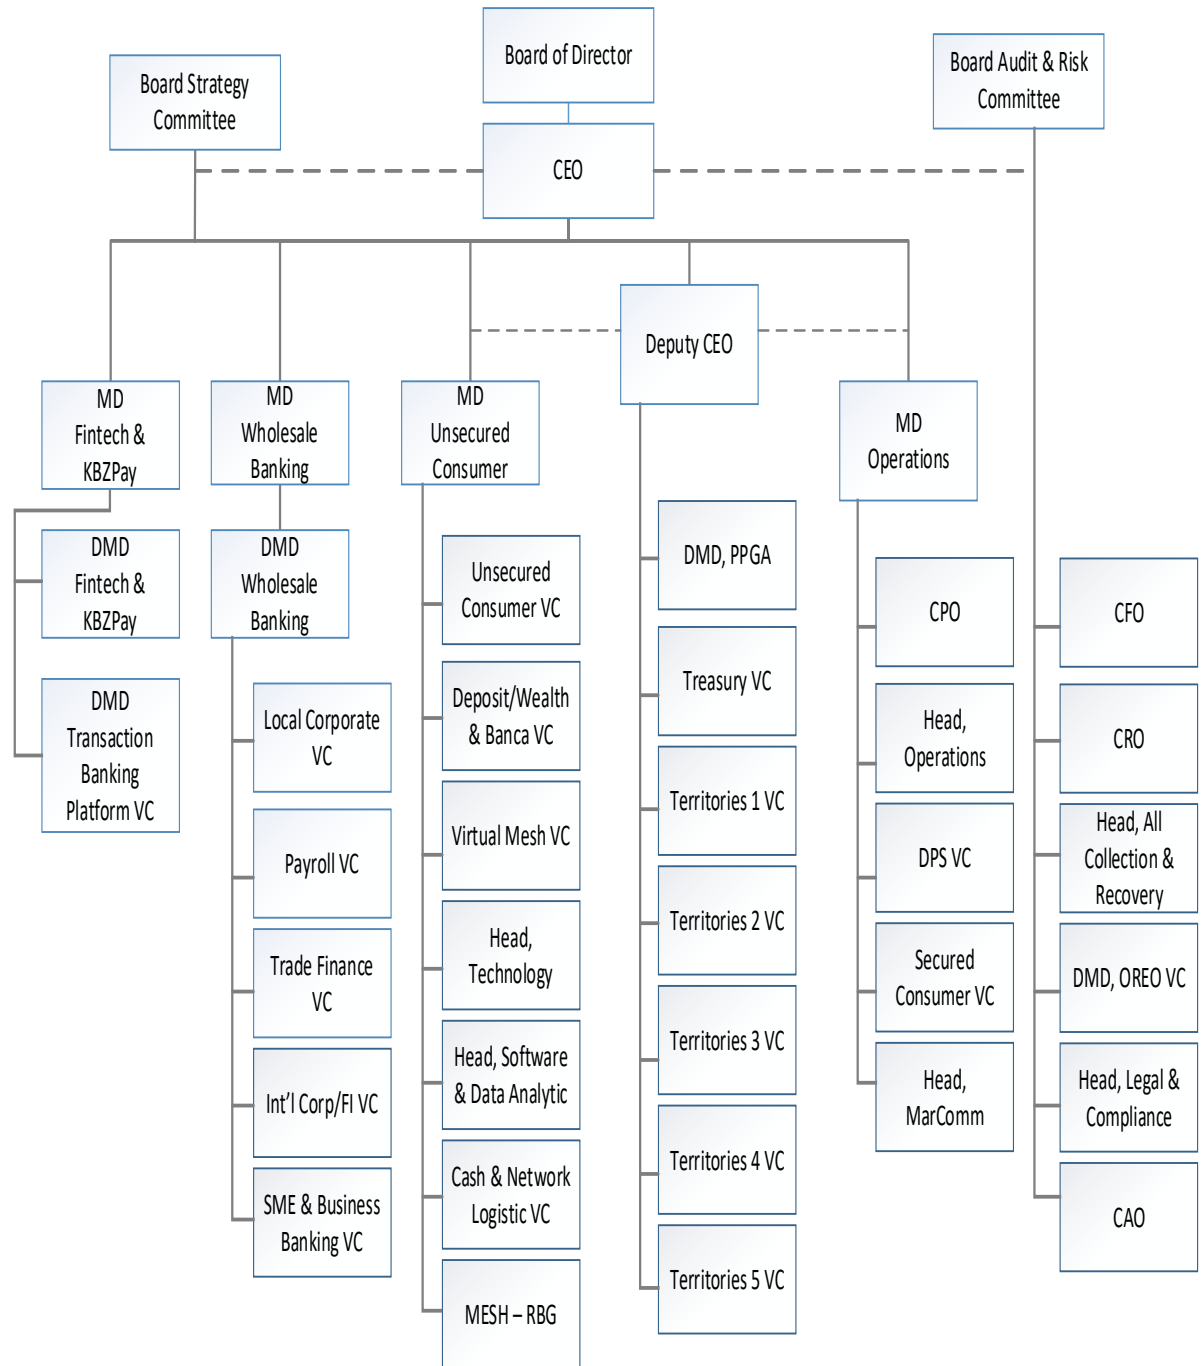 Board of Director
Board Strategy
Committee
Board Audit & Risk
Committee
CEO
Deputy CEO
MD
Fintech &
KBZPay
MD
Wholesale
Banking
MD
Unsecured
Consumer
MD
Operations
DMD
Fintech &
KBZPay
DMD
Transaction
Banking
Platform VC
DMD
Wholesale
Banking
Local Corporate
VC
Payroll VC
Trade Finance
VC
Int’l Corp/FI VC
SME & Business
Banking VC
Unsecured
Consumer VC
Deposit/Wealth
& Banca VC
Virtual Mesh VC
Head,
Technology
Head, Software
& Data Analytic
Cash & Network
Logistic VC
MESH – RBG
DMD, PPGA
Treasury VC
Territories 1 VC
Territories 2 VC
Territories 3 VC
Territories 4 VC
Territories 5 VC
CPO
Head,
Operations
DPS VC
Secured
Consumer VC
Head,
MarComm
CFO
CRO
Head, All
Collection &
Recovery
DMD, OREO VC
Head, Legal &
Compliance
CAO